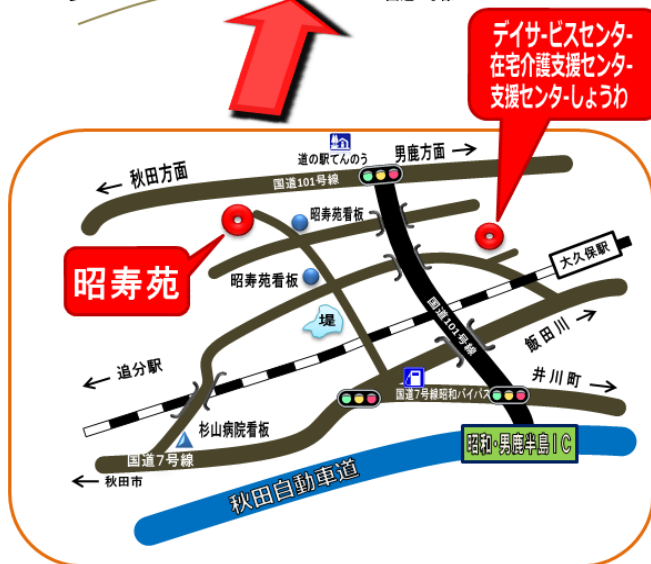 デイサービスセンター
在宅介護支援センター
支援センターしょうわ
道の駅てんのう
男鹿方面
秋田方面
国道101号線
昭寿苑看板
昭寿苑
昭寿苑看板
大久保駅
堤
国道101号線
飯田川
追分駅
井川町
国道7号線昭和バイパス
杉山病院看板
昭和・男鹿半島IC
国道7号線
秋田市
秋田自動車道